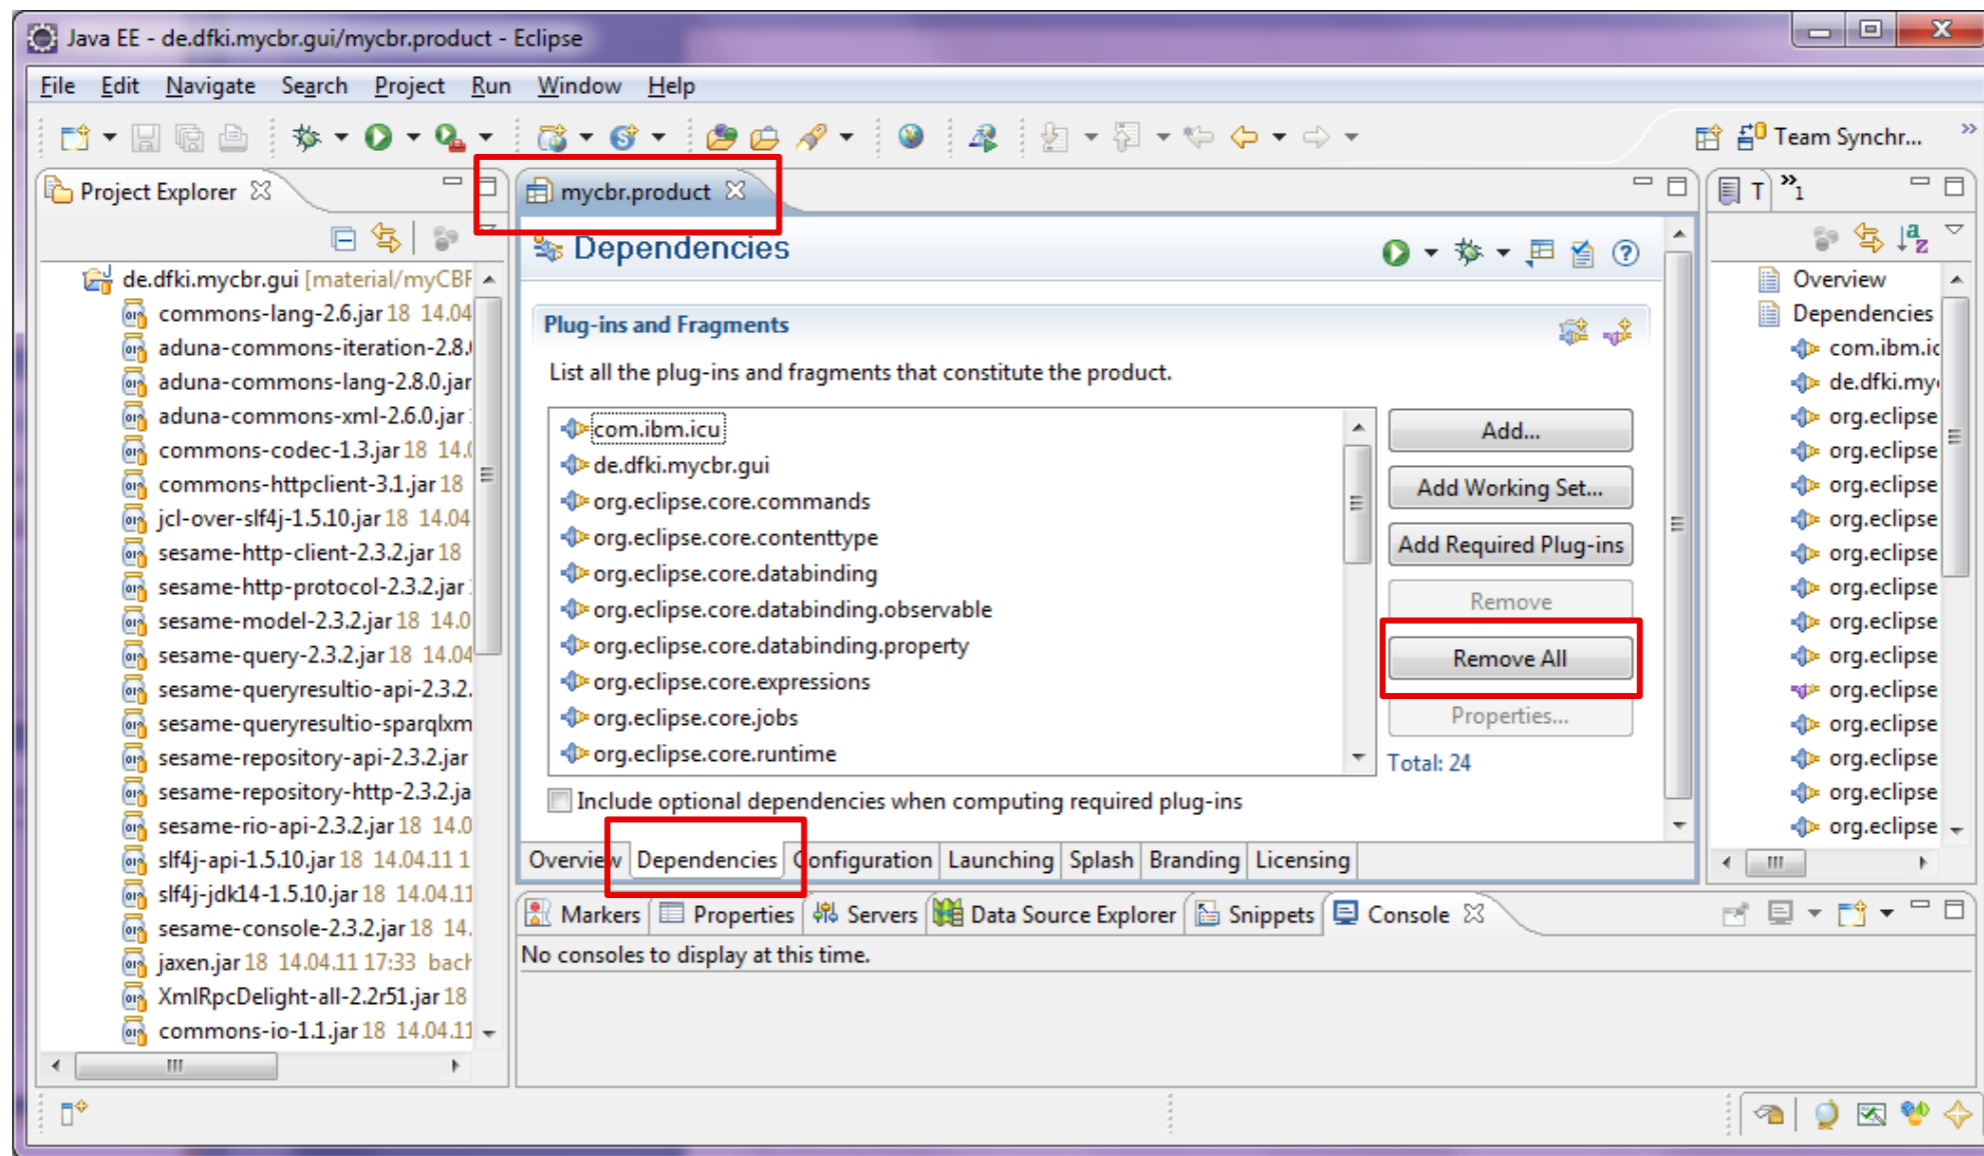 Java EE - de.dfki.mycbr.gui/mycbr.product - Eclipse
File Edit Navigate Search Project Run Window Help
Team Synchr...
Project Explorer
de.dfki.mycbr.gui [material/myCBF
commons-lang-2.6.jar 18 14.04
aduna-commons-iteration-2.8.
aduna-commons-lang-2.8.0.jar
aduna-commons-xml-2.6.0.jar
commons-codec-1.3.jar 18 14.0
commons-httpclient-3.1.jar 18
jcl-over-slf4j-1.5.10.jar 18 14.04
sesame-http-client-2.3.2.jar 18
sesame-http-protocol-2.3.2.jar
sesame-model-2.3.2.jar 18 14.0
sesame-query-2.3.2.jar 18 14.04
sesame-queryresultio-api-2.3.2.
sesame-queryresultio-sparqlxm
sesame-repository-api-2.3.2.jar
sesame-repository-http-2.3.2.ja
sesame-rio-api-2.3.2.jar 18 14.0
slf4j-api-1.5.10.jar 18 14.04.11 1
slf4j-jdk14-1.5.10.jar 18 14.04.11
sesame-console-2.3.2.jar 18 14.
jaxen.jar 18 14.04.11 17:33 bach
XmlRpcDelight-all-2.2r51.jar 18
commons-io-1.1.jar 18 14.04.11
mycbr.product
Dependencies
Plug-ins and Fragments
List all the plug-ins and fragments that constitute the product.
com.ibm.icu
de.dfki.mycbr.gui
org.eclipse.core.commands
org.eclipse.core.contenttype
org.eclipse.core.databinding
org.eclipse.core.databinding.observable
org.eclipse.core.databinding.property
org.eclipse.core.expressions
org.eclipse.core.jobs
org.eclipse.core.runtime
Add...
Add Working Set...
Add Required Plug-ins
Remove
Remove All
Properties...
Total: 24
Include optional dependencies when computing required plug-ins
Overview Dependencies Configuration Launching Splash Branding Licensing
T »1
Overview
Dependencies
com.ibm.ic
de.dfki.my
org.eclipse
org.eclipse
org.eclipse
org.eclipse
org.eclipse
org.eclipse
org.eclipse
org.eclipse
org.eclipse
org.eclipse
org.eclipse
org.eclipse
org.eclipse
Markers Properties Servers Data Source Explorer Snippets Console
No consoles to display at this time.